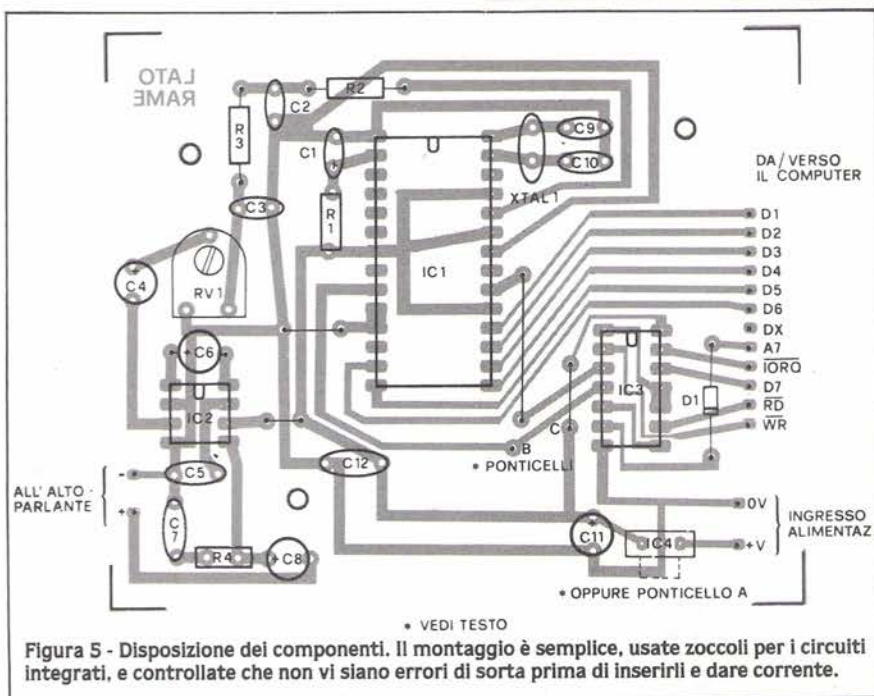 LATO
RAME
C2
R2
R3
C1
C9
C10
XTAL1
C3
R1
DA/VERSO
IL COMPUTER
D1
D2
D3
D4
D5
D6
DX
A7
IORQ
D7
RD
WR
IC1
C4
RV1
C6
IC2
IC3
D1
C
B
• PONTICELLI
C12
C5
-
ALL'ALTO-
PARLANTE
+
C7
R4
+C8
C11
IC4
0V
+V
INGRESSO
ALIMENTAZ
• OPPURE PONTICELLO A
• VEDI TESTO
Figura 5 - Disposizione dei componenti. Il montaggio è semplice, usate zoccoli per i circuiti
integrati, e controllate che non vi siano errori di sorta prima di inserirli e dare corrente.